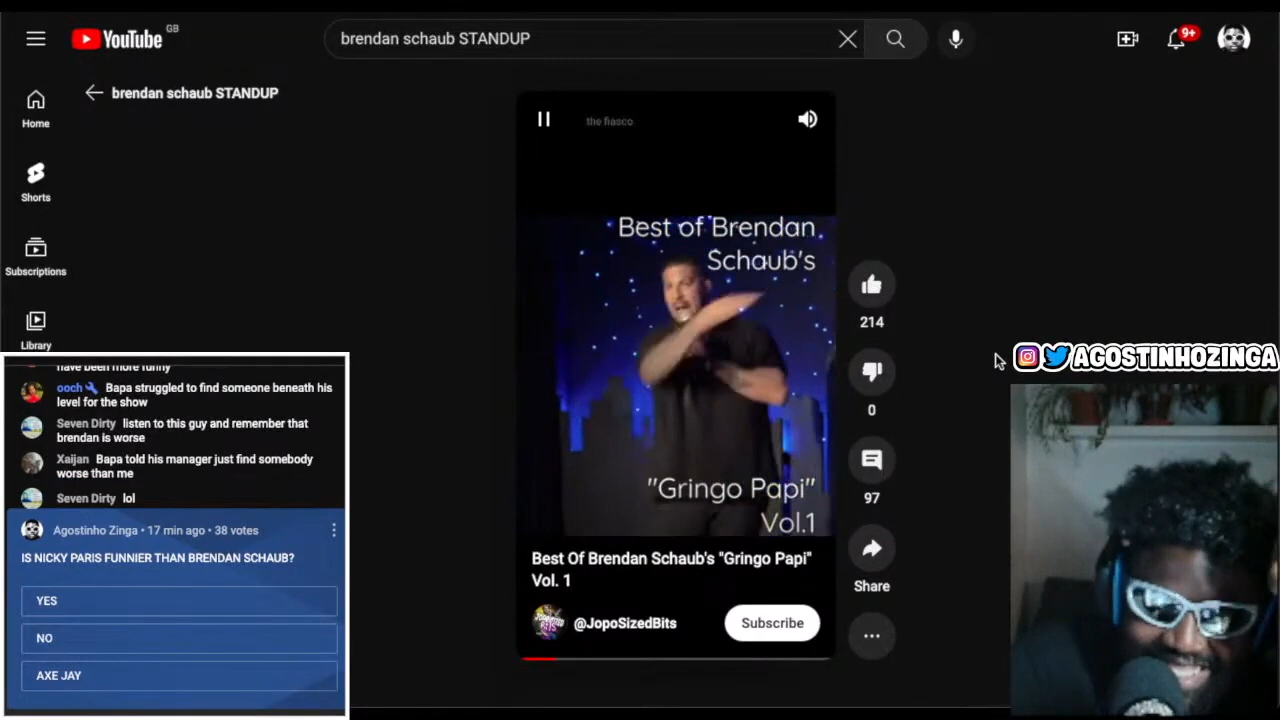 YouTube GB
brendan schaub STANDUP
9+
brendan schaub STANDUP
Home
Shorts
Subscriptions
Library
the fiasco
Best of Brendan
Schaub's
"Gringo Papi"
Vol.1
Best Of Brendan Schaub's "Gringo Papi"
Vol. 1
@JopoSizedBits
Subscribe
214
0
97
Share
AGOSTINHOZINGA
have been more funny
ooch Bapa struggled to find someone beneath his
level for the show
Seven Dirty listen to this guy and remember that
brendan is worse
Xaijan Bapa told his manager just find somebody
worse than me
Seven Dirty lol
Agostinho Zinga • 17 min ago • 38 votes
IS NICKY PARIS FUNNIER THAN BRENDAN SCHAUB?
YES
NO
AXE JAY